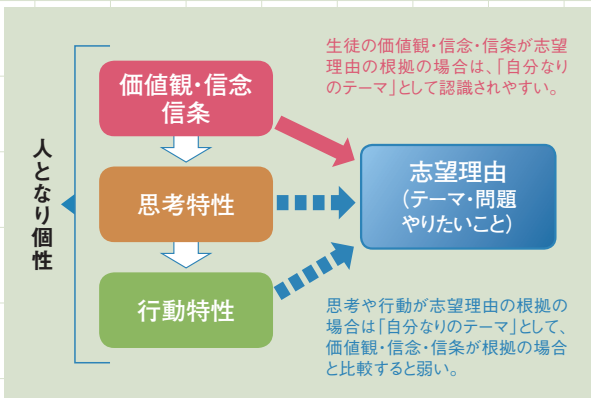 生徒の価値観・信念・信条が志望
理由の根拠の場合は、「自分なり
のテーマ」として認識されやすい。
価値観・信念
信条
人となり個性
思考特性
志望理由
(テーマ・問題
やりたいこと)
行動特性
思考や行動が志望理由の根拠の
場合は「自分なりのテーマ」として、
価値観・信念・信条が根拠の場合
と比較すると弱い。